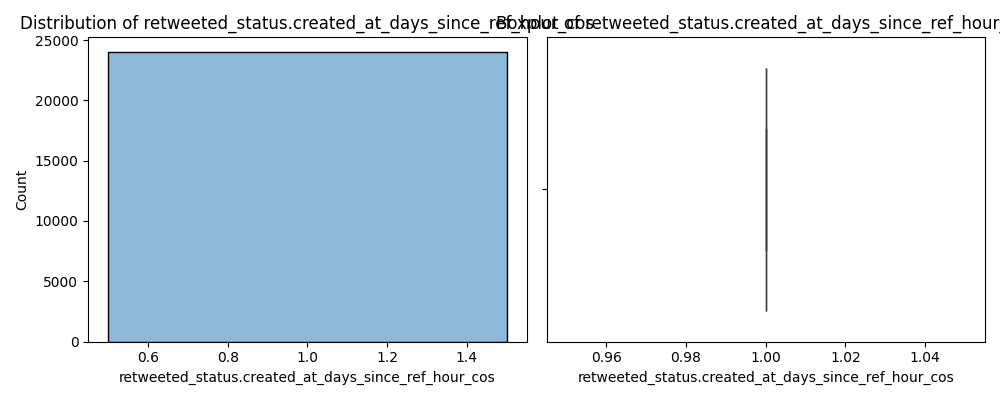 Distribution of retweeted_status.created_at_days_since_ref_hour_cos
Boxplot of retweeted_status.created_at_days_since_ref_hour_
25000
20000
15000
10000
5000
0
Count
0.6 0.8 1.0 1.2 1.4
retweeted_status.created_at_days_since_ref_hour_cos
0.96 0.98 1.00 1.02 1.04
retweeted_status.created_at_days_since_ref_hour_cos